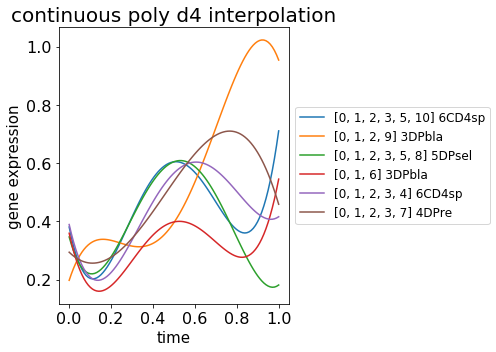 continuous poly d4 interpolation
gene expression
1.0
0.8
0.6
0.4
0.2
0.0 0.2 0.4 0.6 0.8 1.0
time
[0, 1, 2, 3, 5, 10] 6CD4sp
[0, 1, 2, 9] 3DPbla
[0, 1, 2, 3, 5, 8] 5DPsel
[0, 1, 6] 3DPbla
[0, 1, 2, 3, 4] 6CD4sp
[0, 1, 2, 3, 7] 4DPre